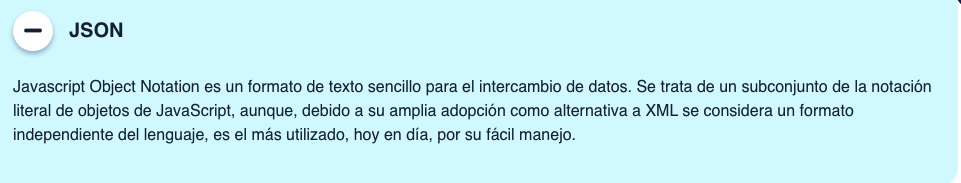 JSON
Javascript Object Notation es un formato de texto sencillo para el intercambio de datos. Se trata de un subconjunto de la notación
literal de objetos de JavaScript, aunque, debido a su amplia adopción como alternativa a XML se considera un formato
independiente del lenguaje, es el más utilizado, hoy en día, por su fácil manejo.